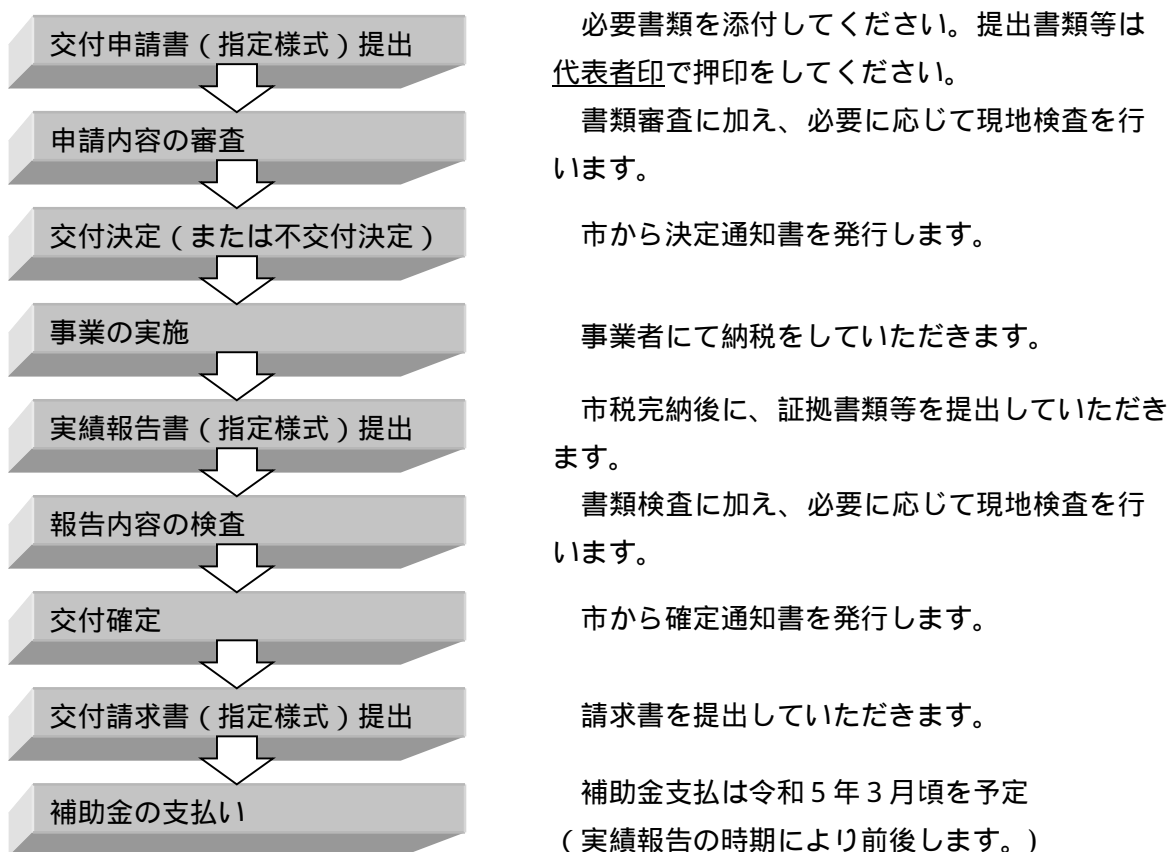 交付申請書（指定様式）提出
必要書類を添付してください。提出書類等は
代表者印で押印をしてください。
申請内容の審査
書類審査に加え、必要に応じて現地検査を行
います。
交付決定（または不交付決定）
市から決定通知書を発行します。
事業の実施
事業者にて納税をしていただきます。
実績報告書（指定様式）提出
市税完納後に、証拠書類等を提出していただき
ます。
報告内容の検査
書類検査に加え、必要に応じて現地検査を行
います。
交付確定
市から確定通知書を発行します。
交付請求書（指定様式）提出
請求書を提出していただきます。
補助金の支払い
補助金支払は令和５年３月頃を予定
（実績報告の時期により前後します。）